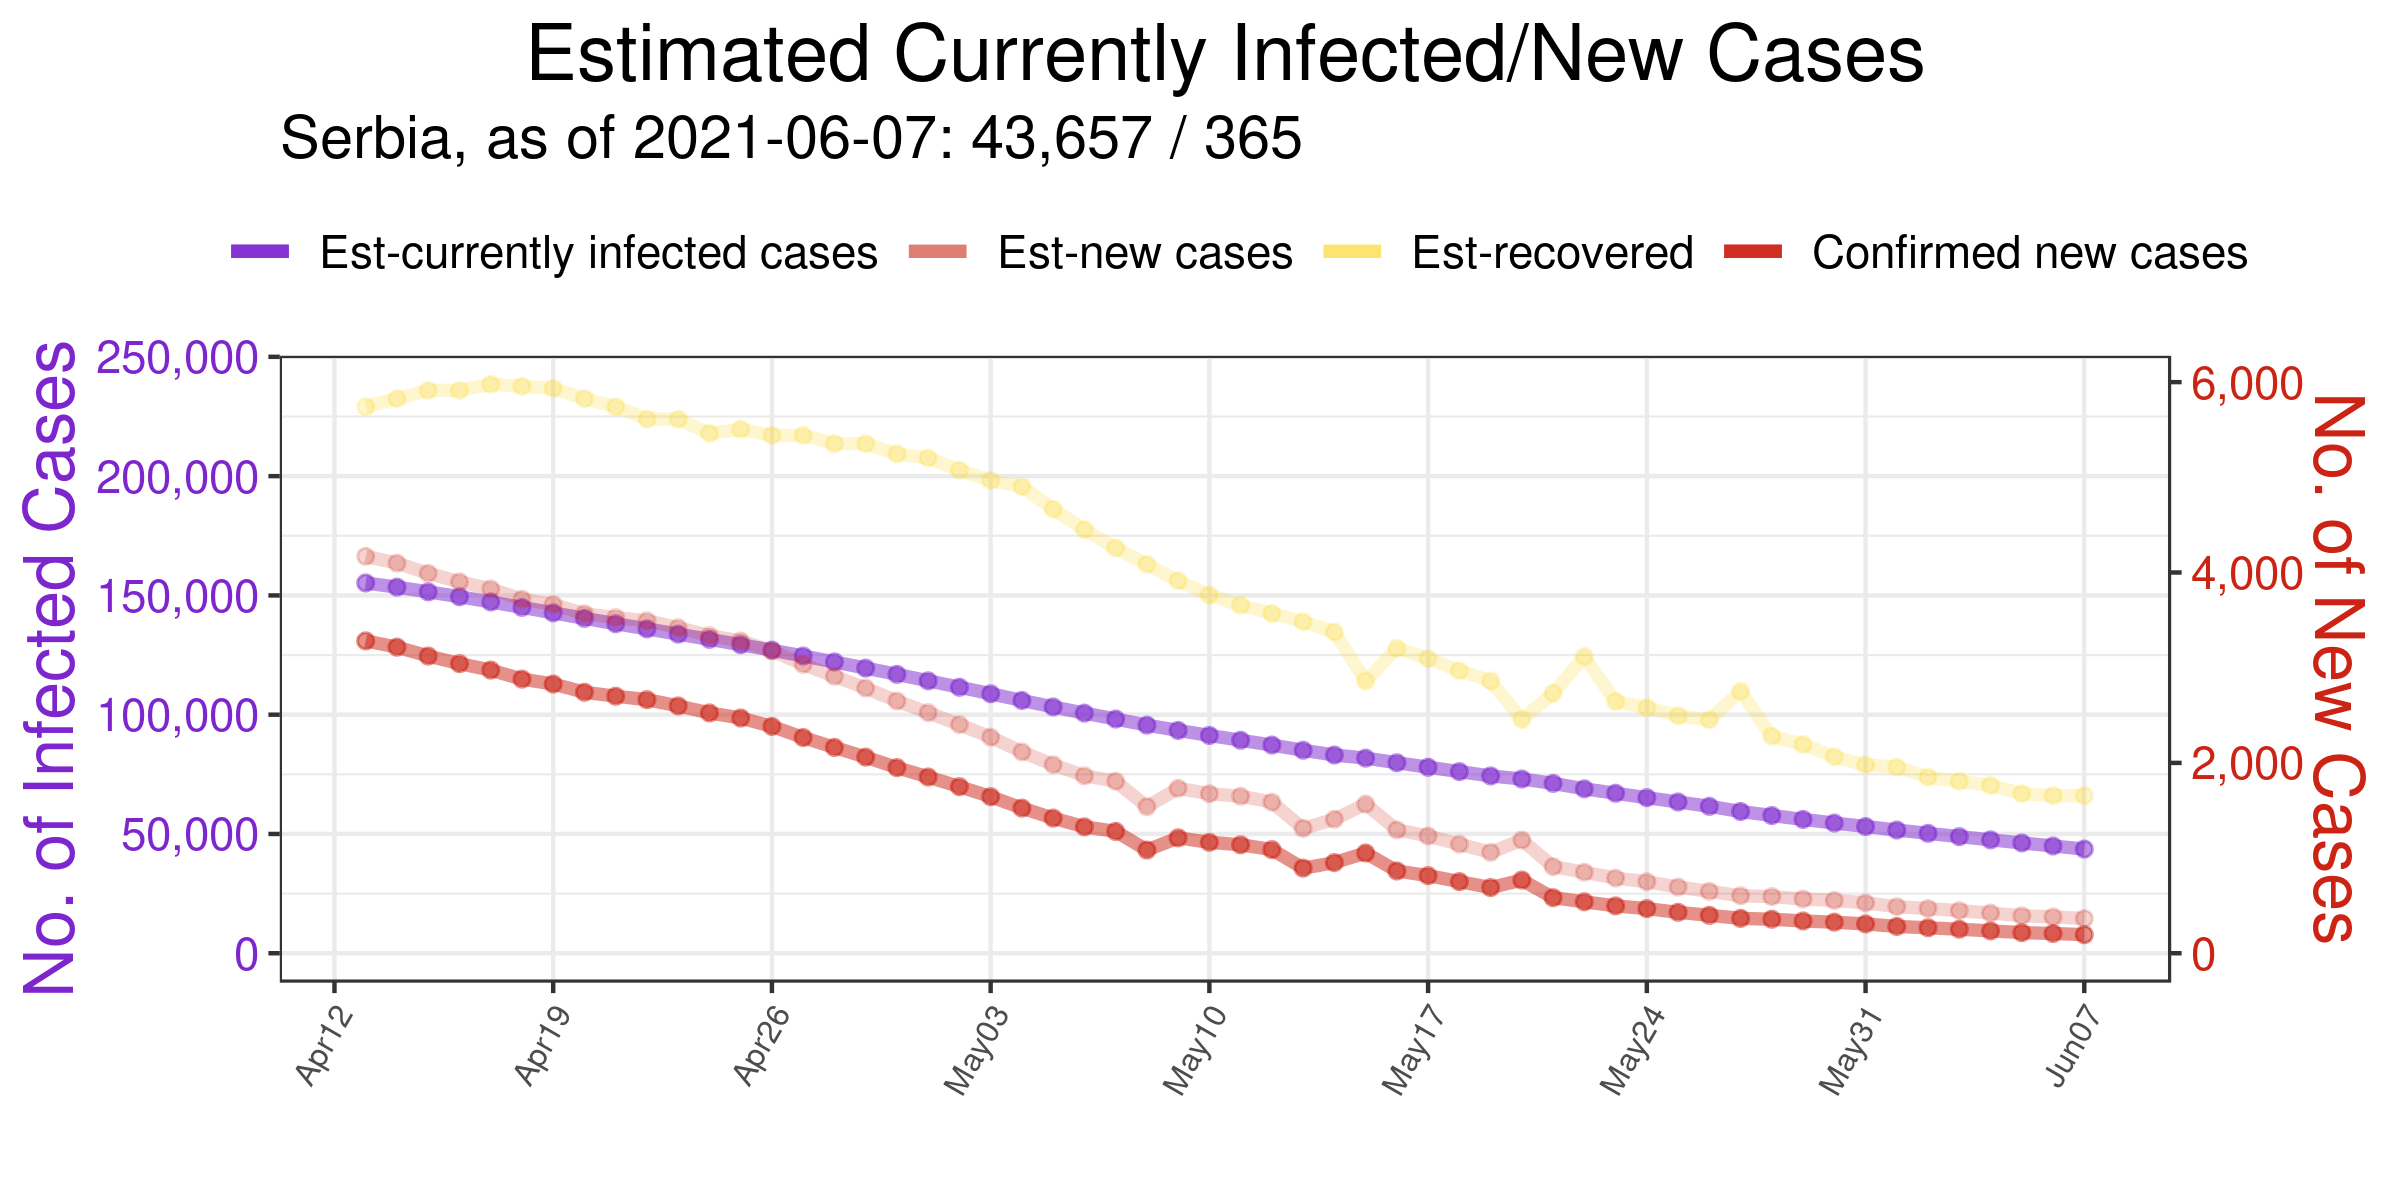 Estimated Currently Infected/New Cases
Serbia, as of 2021-06-07: 43,657 / 365
Est-currently infected cases Est-new cases Est-recovered Confirmed new cases
No. of Infected Cases
250,000
200,000
150,000
100,000
50,000
0
6,000
4,000
2,000
0
No. of New Cases
Apr12 Apr19 Apr26 May03 May10 May17 May24 May31 Jun07